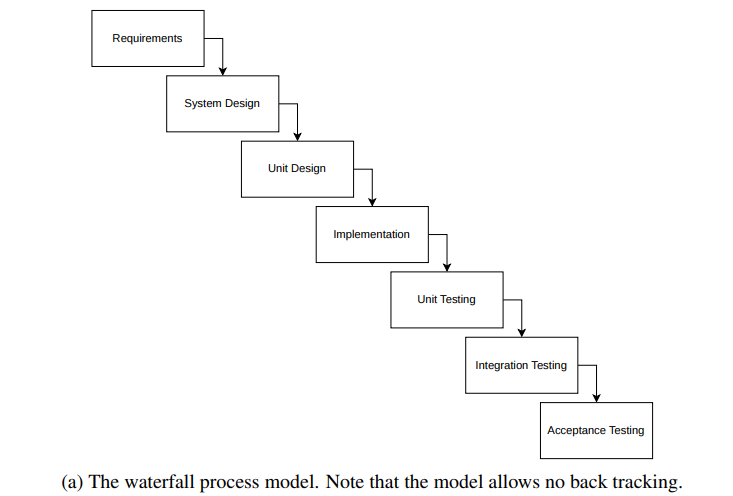 Requirements
System Design
Unit Design
Implementation
Unit Testing
Integration Testing
Acceptance Testing
(a) The waterfall process model. Note that the model allows no back tracking.